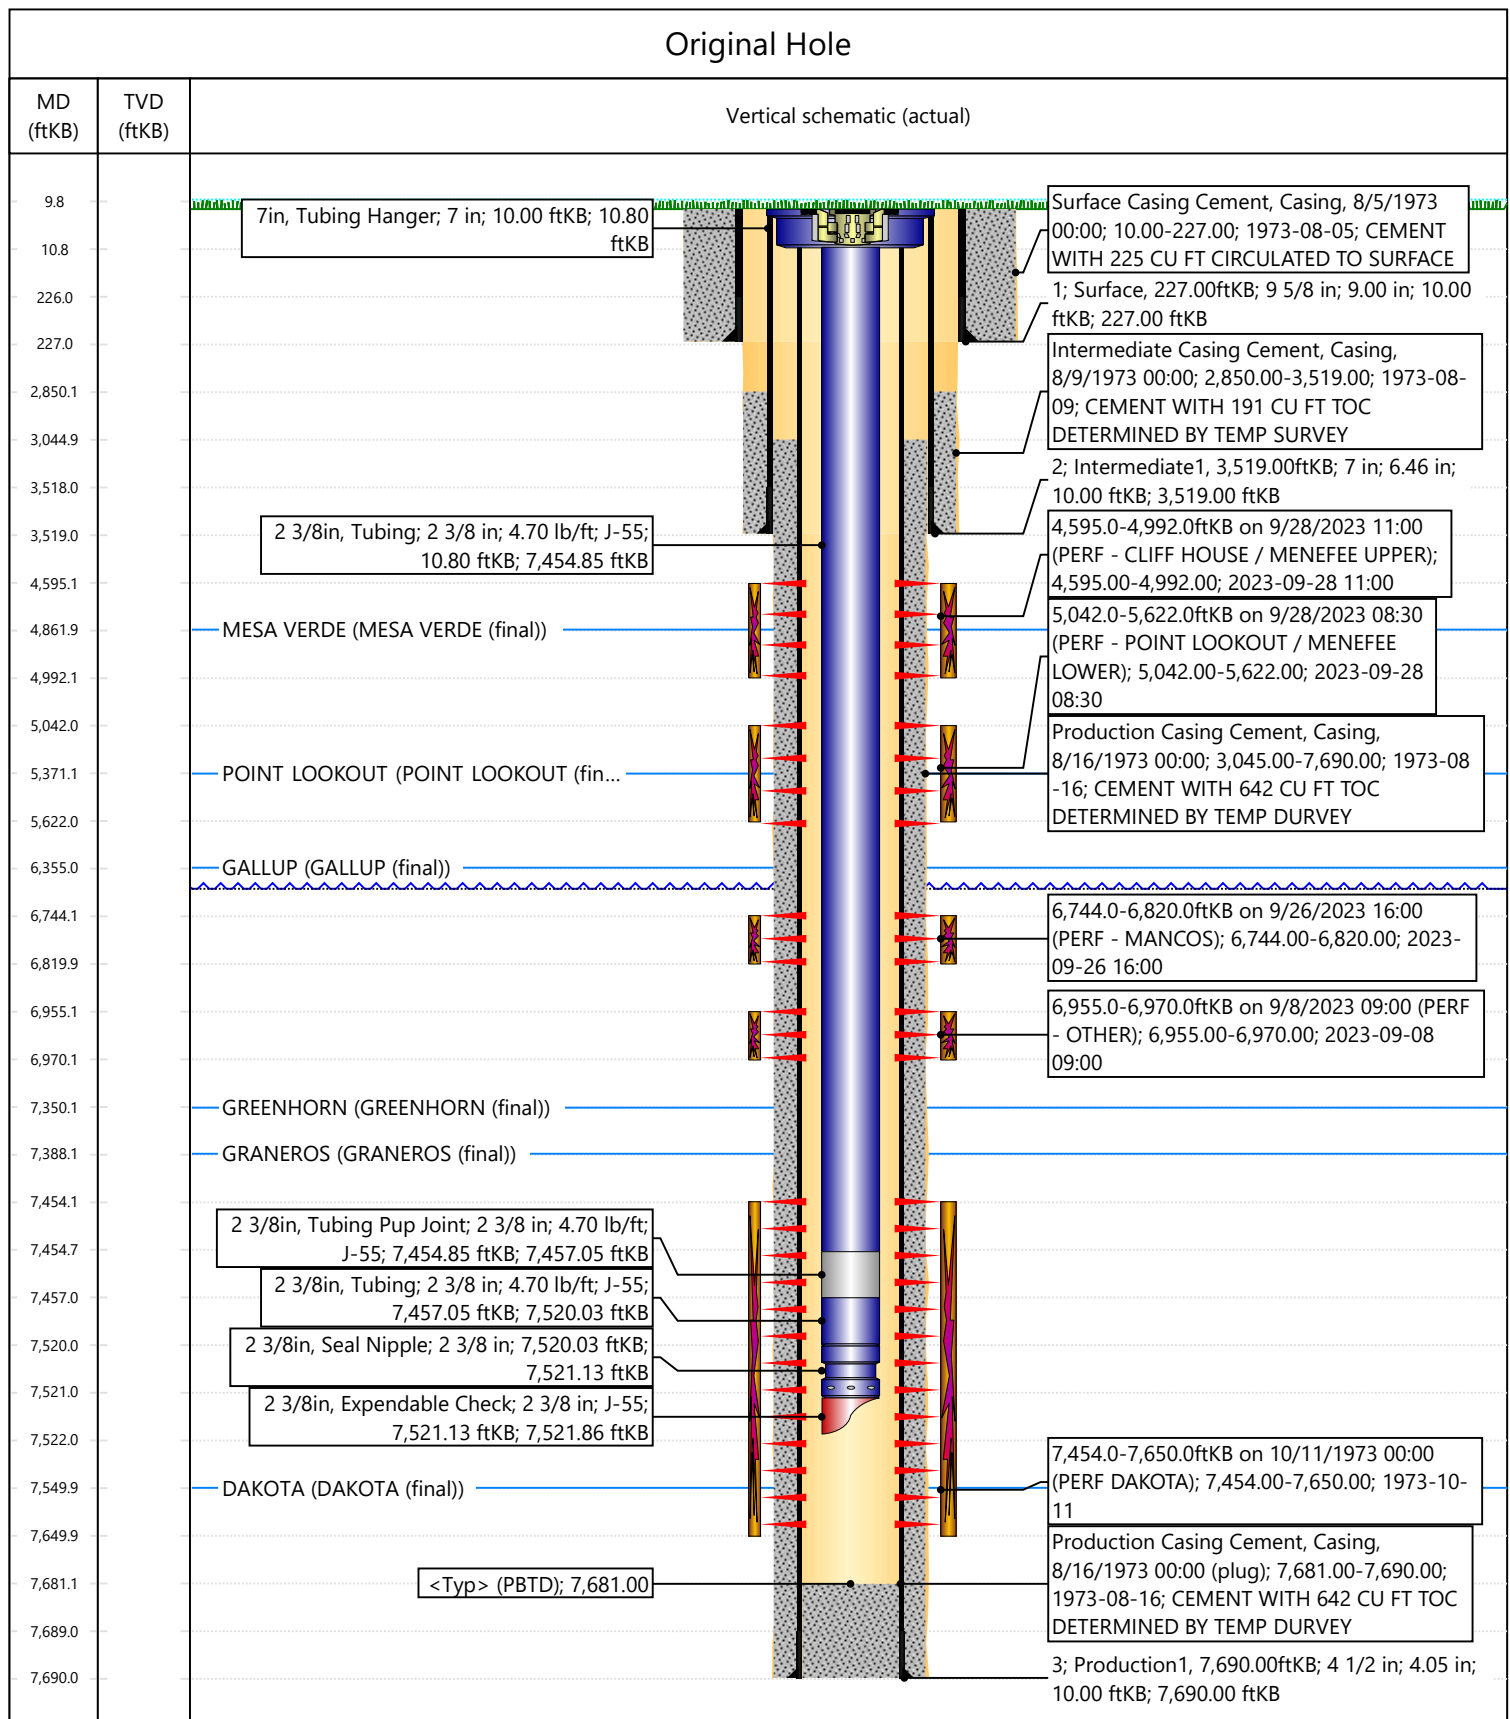 Original Hole
MD
(ftKB)
TVD
(ftKB)
Vertical schematic (actual)
9.8
10.8
226.0
227.0
2,850.1
3,044.9
3,518.0
3,519.0
4,595.1
4,861.9
4,992.1
5,042.0
5,371.1
5,622.0
6,355.0
6,744.1
6,819.9
6,955.1
6,970.1
7,350.1
7,388.1
7,454.1
7,454.7
7,457.0
7,520.0
7,521.0
7,522.0
7,549.9
7,649.9
7,681.1
7,689.0
7,690.0
7in, Tubing Hanger; 7 in; 10.00 ftKB; 10.80
ftKB
2 3/8in, Tubing; 2 3/8 in; 4.70 lb/ft; J-55;
10.80 ftKB; 7,454.85 ftKB
MESA VERDE (MESA VERDE (final))
POINT LOOKOUT (POINT LOOKOUT (fin...
GALLUP (GALLUP (final))
GREENHORN (GREENHORN (final))
GRANEROS (GRANEROS (final))
2 3/8in, Tubing Pup Joint; 2 3/8 in; 4.70 lb/ft;
J-55; 7,454.85 ftKB; 7,457.05 ftKB
2 3/8in, Tubing; 2 3/8 in; 4.70 lb/ft; J-55;
7,457.05 ftKB; 7,520.03 ftKB
2 3/8in, Seal Nipple; 2 3/8 in; 7,520.03 ftKB;
7,521.13 ftKB
2 3/8in, Expendable Check; 2 3/8 in; J-55;
7,521.13 ftKB; 7,521.86 ftKB
DAKOTA (DAKOTA (final))
<Typ> (PBTD); 7,681.00
Surface Casing Cement, Casing, 8/5/1973
00:00; 10.00-227.00; 1973-08-05; CEMENT
WITH 225 CU FT CIRCULATED TO SURFACE
1; Surface, 227.00ftKB; 9 5/8 in; 9.00 in; 10.00
ftKB; 227.00 ftKB
Intermediate Casing Cement, Casing,
8/9/1973 00:00; 2,850.00-3,519.00; 1973-08-
09; CEMENT WITH 191 CU FT TOC
DETERMINED BY TEMP SURVEY
2; Intermediate1, 3,519.00ftKB; 7 in; 6.46 in;
10.00 ftKB; 3,519.00 ftKB
4,595.0-4,992.0ftKB on 9/28/2023 11:00
(PERF - CLIFF HOUSE / MENEFEE UPPER);
4,595.00-4,992.00; 2023-09-28 11:00
5,042.0-5,622.0ftKB on 9/28/2023 08:30
(PERF - POINT LOOKOUT / MENEFEE
LOWER); 5,042.00-5,622.00; 2023-09-28
08:30
Production Casing Cement, Casing,
8/16/1973 00:00; 3,045.00-7,690.00; 1973-08
-16; CEMENT WITH 642 CU FT TOC
DETERMINED BY TEMP DURVEY
6,744.0-6,820.0ftKB on 9/26/2023 16:00
(PERF - MANCOS); 6,744.00-6,820.00; 2023-
09-26 16:00
6,955.0-6,970.0ftKB on 9/8/2023 09:00 (PERF
- OTHER); 6,955.00-6,970.00; 2023-09-08
09:00
7,454.0-7,650.0ftKB on 10/11/1973 00:00
(PERF DAKOTA); 7,454.00-7,650.00; 1973-10-
11
Production Casing Cement, Casing,
8/16/1973 00:00 (plug); 7,681.00-7,690.00;
1973-08-16; CEMENT WITH 642 CU FT TOC
DETERMINED BY TEMP DURVEY
3; Production1, 7,690.00ftKB; 4 1/2 in; 4.05 in;
10.00 ftKB; 7,690.00 ftKB